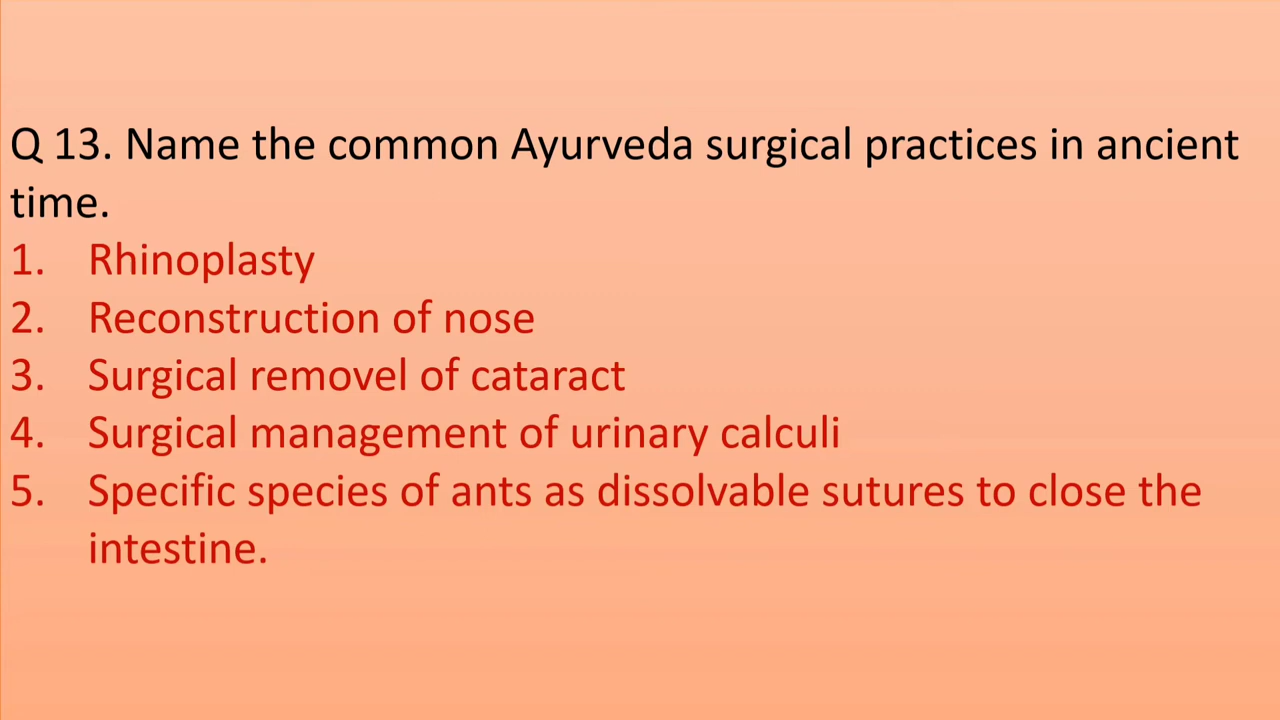 Q 13. Name the common Ayurveda surgical practices in ancient
time.
1. Rhinoplasty
2. Reconstruction of nose
3. Surgical removel of cataract
4. Surgical management of urinary calculi
5. Specific species of ants as dissolvable sutures to close the
intestine.